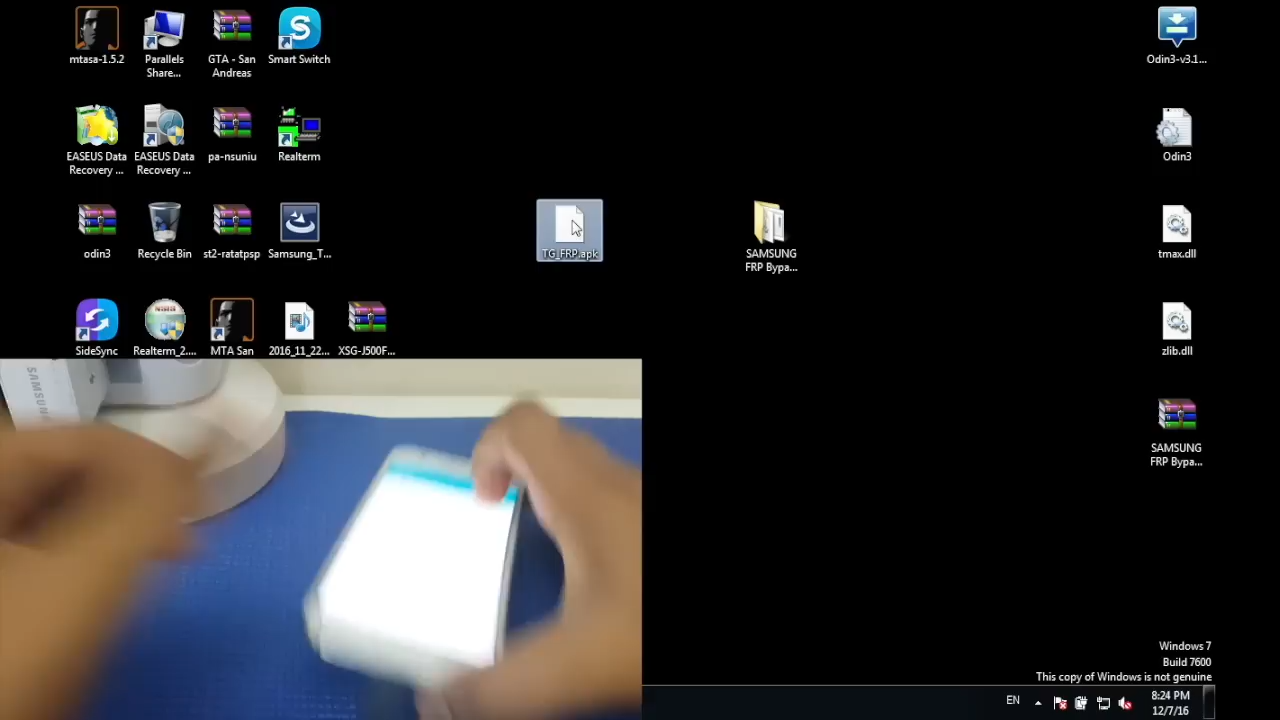 mtasa-1.5.2
Parallels
Share...
GTA - San
Andreas
Smart Switch
Odin3-v3.1...
EASEUS Data
Recovery ...
EASEUS Data
Recovery ...
pa-nsuniu
Realterm
Odin3
odin3
Recycle Bin
st2-ratatpsp
Samsung_T...
TG_FRP.apk
SAMSUNG
FRP Bypa...
tmax.dll
SideSync
Realterm_2....
MTA San
2016_11_22...
XSG-J500F...
zlib.dll
SAMSUNG
SAMSUNG
FRP Bypa...
Windows 7
Build 7600
This copy of Windows is not genuine
EN
8:24 PM
12/7/16